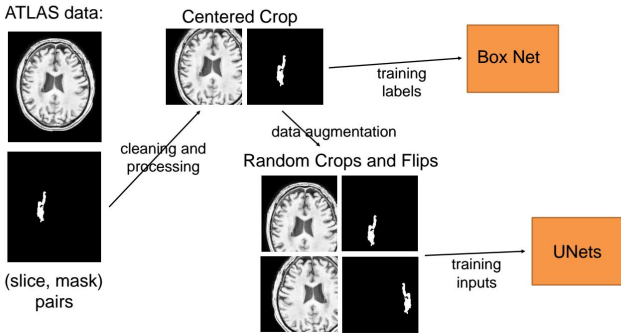 ATLAS data:
Centered Crop
Box Net
training
labels
cleaning and
processing
data augmentation
Random Crops and Flips
(slice, mask)
pairs
training
inputs
UNets